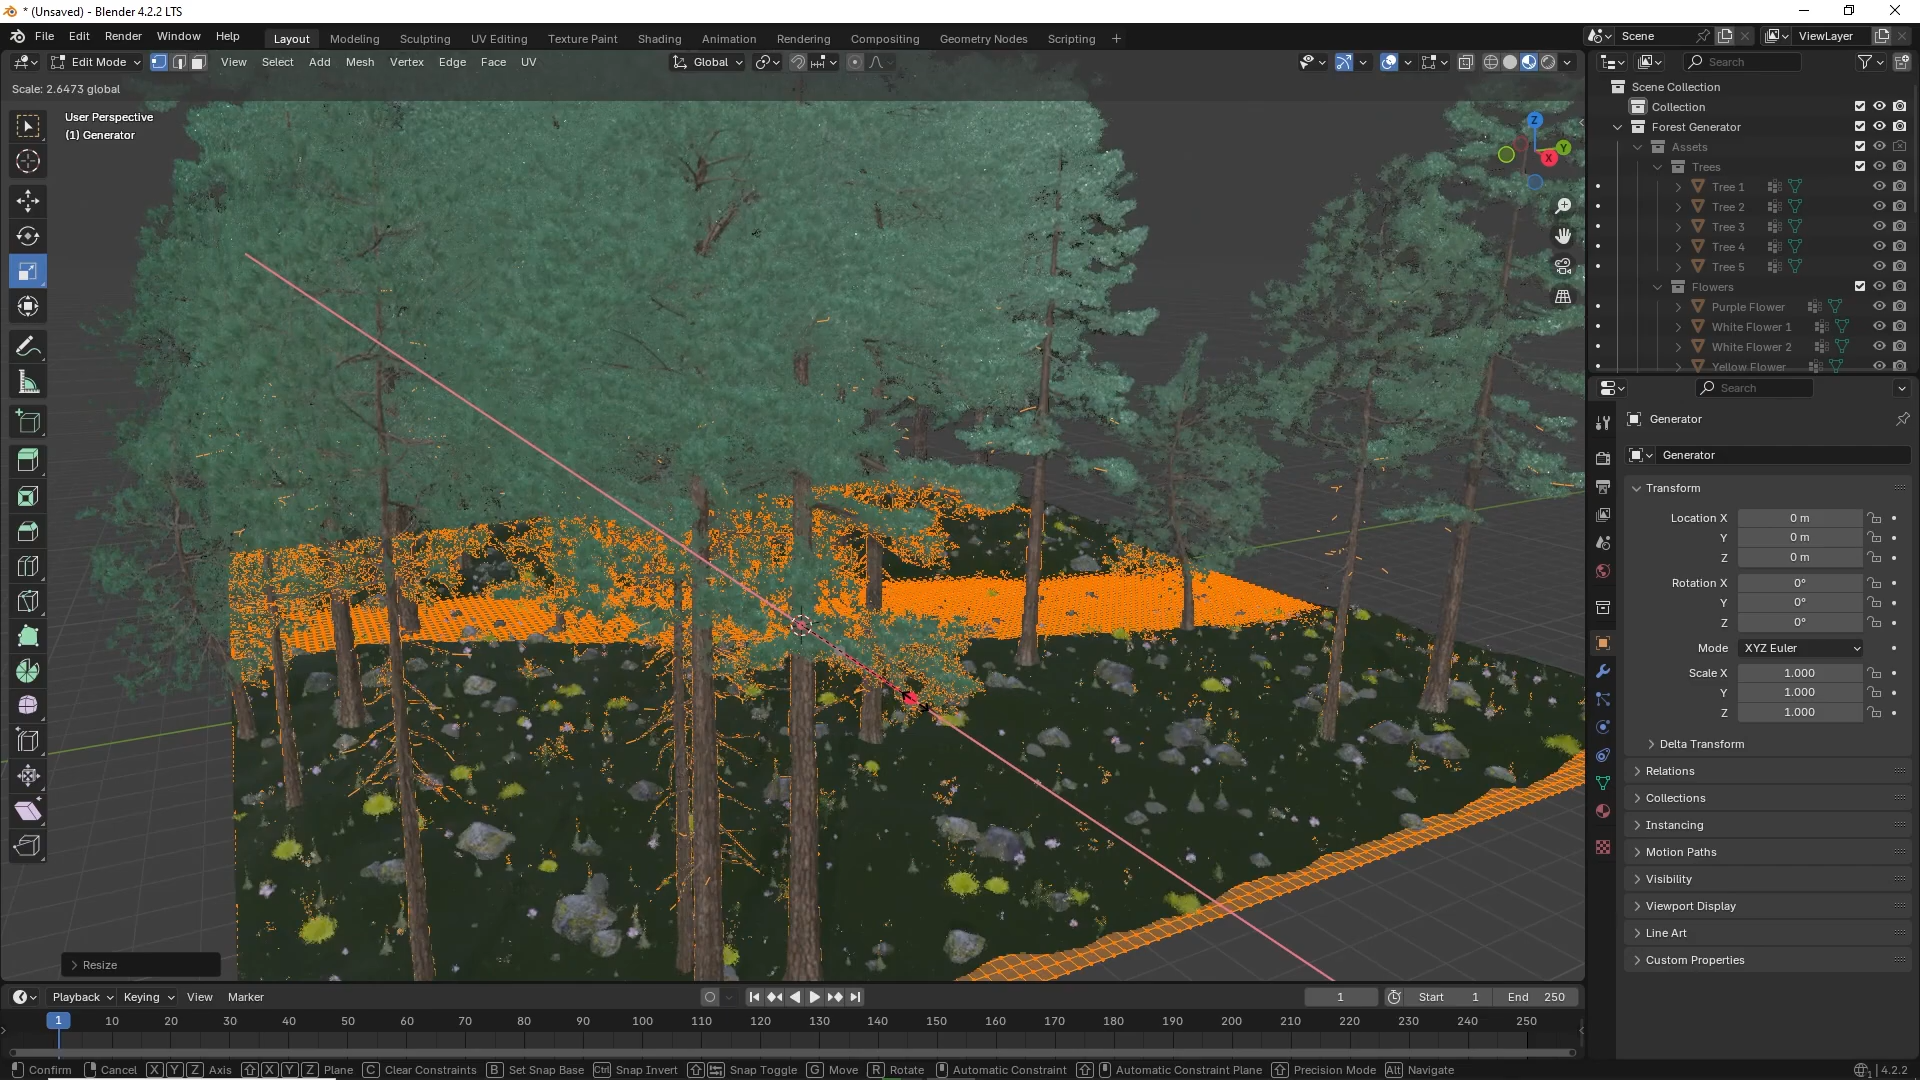 * (Unsaved) - Blender 4.2.2 LTS
File Edit Render Window Help
Layout Modeling Sculpting UV Editing Texture Paint Shading Animation Rendering Compositing Geometry Nodes Scripting +
Scene ViewLayer
Edit Mode View Select Add Mesh Vertex Edge Face UV
Global
Search
Scale: 2.6473 global
User Perspective
(1) Generator
Z
Y
X
Scene Collection
Collection
Forest Generator
Assets
Trees
Tree 1
Tree 2
Tree 3
Tree 4
Tree 5
Flowers
Purple Flower
White Flower 1
White Flower 2
Yellow Flower
Search
Generator
Generator
Transform
Location X 0 m
Y 0 m
Z 0 m
Rotation X 0°
Y 0°
Z 0°
Mode XYZ Euler
Scale X 1.000
Y 1.000
Z 1.000
Delta Transform
Relations
Collections
Instancing
Motion Paths
Visibility
Viewport Display
Line Art
Custom Properties
Resize
Playback Keying View Marker
1 Start 1 End 250
1 10 20 30 40 50 60 70 80 90 100 110 120 130 140 150 160 170 180 190 200 210 220 230 240 250
Confirm Cancel X Y Z Axis X Y Z Plane C Clear Constraints B Set Snap Base Ctrl Snap Invert Snap Toggle G Move R Rotate Automatic Constraint Automatic Constraint Plane Precision Mode Alt Navigate 4.2.2